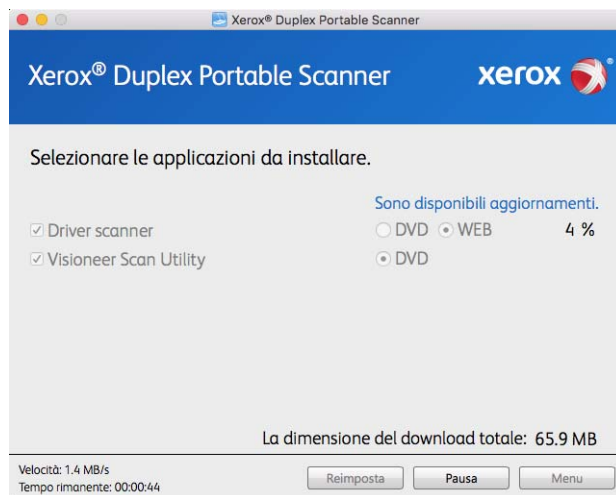 Xerox® Duplex Portable Scanner
Xerox® Duplex Portable Scanner xerox
Selezionare le applicazioni da installare.
Sono disponibili aggiornamenti.
Driver scanner DVD WEB 4 %
Visioneer Scan Utility DVD
La dimensione del download totale: 65.9 MB
Velocità: 1.4 MB/s
Tempo rimanente: 00:00:44
Reimposta Pausa Menu